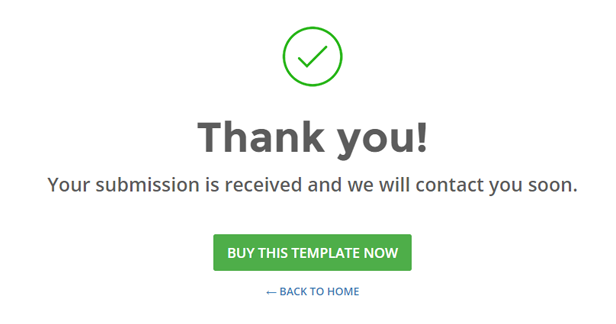 Thank you!
Your submission is received and we will contact you soon.
BUY THIS TEMPLATE NOW
← BACK TO HOME